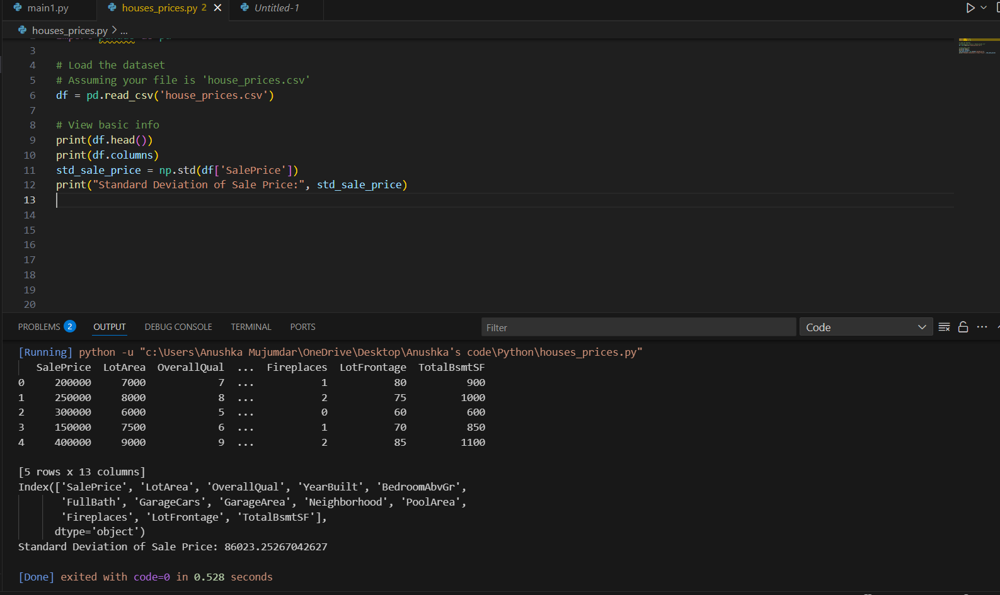 main1.py houses_prices.py 2 Untitled-1
houses_prices.py > ...
2 import pandas as pd
3
4 # Load the dataset
5 # Assuming your file is 'house_prices.csv'
6 df = pd.read_csv('house_prices.csv')
7
8 # View basic info
9 print(df.head())
10 print(df.columns)
11 std_sale_price = np.std(df['SalePrice'])
12 print("Standard Deviation of Sale Price:", std_sale_price)
13
14
15
16
17
18
19
20
PROBLEMS 2 OUTPUT DEBUG CONSOLE TERMINAL PORTS Filter Code
[Running] python -u "c:\Users\Anushka Mujumdar\OneDrive\Desktop\Anushka's code\Python\houses_prices.py"
SalePrice LotArea OverallQual ... Fireplaces LotFrontage TotalBsmtSF
0 200000 7000 7 ... 1 80 900
1 250000 8000 8 ... 2 75 1000
2 300000 6000 5 ... 0 60 600
3 150000 7500 6 ... 1 70 850
4 400000 9000 9 ... 2 85 1100
[5 rows x 13 columns]
Index(['SalePrice', 'LotArea', 'OverallQual', 'YearBuilt', 'BedroomAbvGr',
'FullBath', 'GarageCars', 'GarageArea', 'Neighborhood', 'PoolArea',
'Fireplaces', 'LotFrontage', 'TotalBsmtSF'],
dtype='object')
Standard Deviation of Sale Price: 86023.25267042627
[Done] exited with code=0 in 0.528 seconds